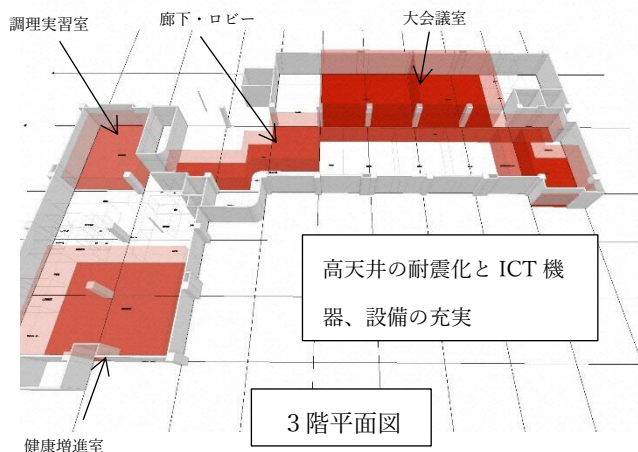 調理実習室
廊下・ロビー
大会議室
高天井の耐震化と ICT 機
器、設備の充実
３階平面図
健康増進室